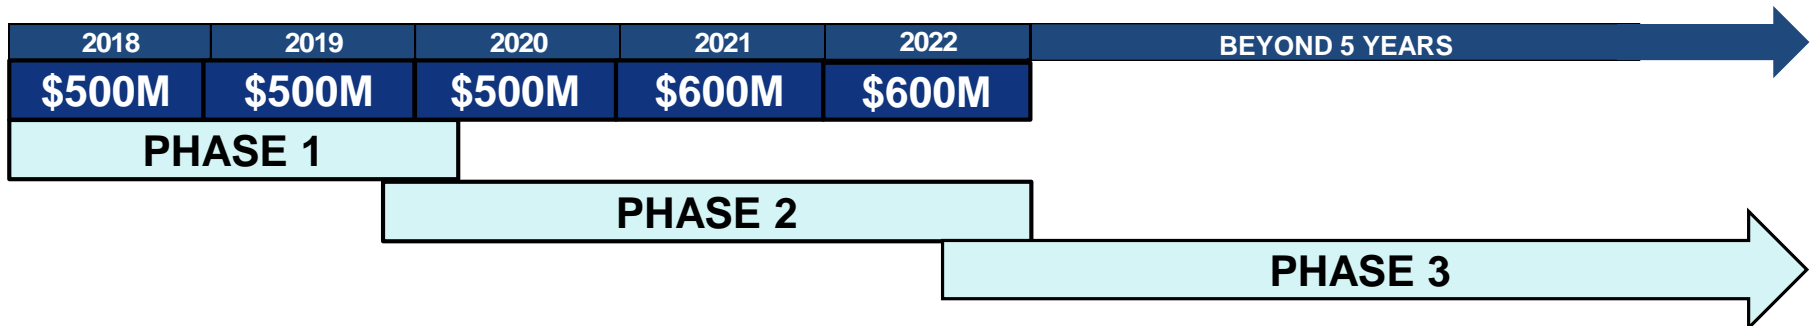 2018 2019 2020 2021 2022 BEYOND 5 YEARS
$500M $500M $500M $600M $600M
PHASE 1
PHASE 2
PHASE 3